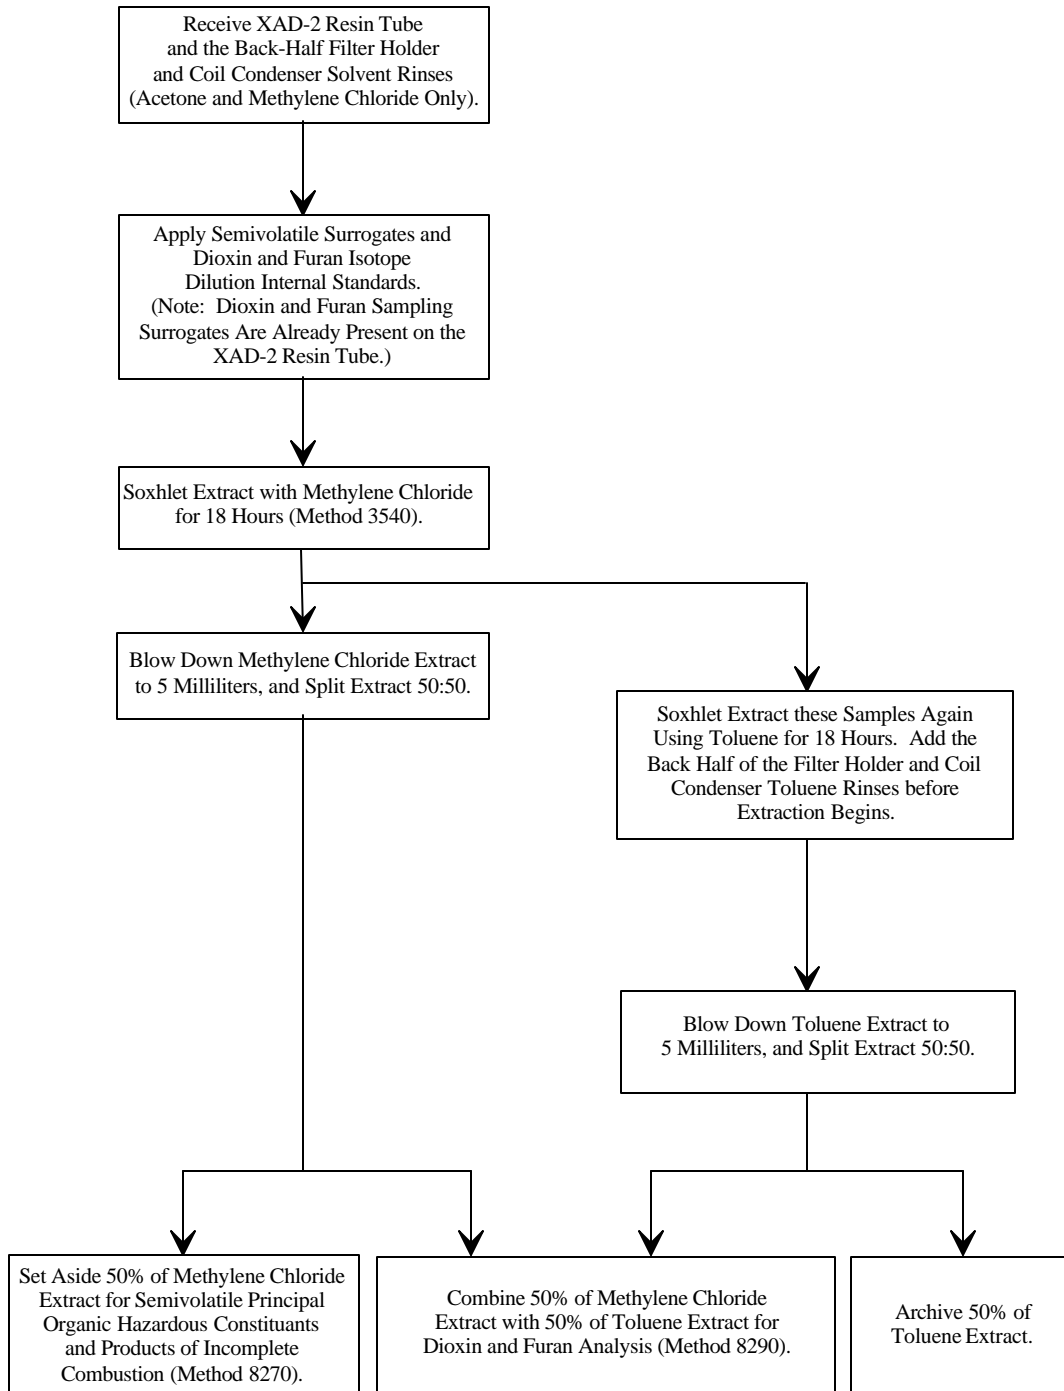 Receive XAD-2 Resin Tube
and the Back-Half Filter Holder
and Coil Condenser Solvent Rinses
(Acetone and Methylene Chloride Only).
Apply Semivolatile Surrogates and
Dioxin and Furan Isotope
Dilution Internal Standards.
(Note: Dioxin and Furan Sampling
Surrogates Are Already Present on the
XAD-2 Resin Tube.)
Soxhlet Extract with Methylene Chloride
for 18 Hours (Method 3540).
Blow Down Methylene Chloride Extract
to 5 Milliliters, and Split Extract 50:50.
Soxhlet Extract these Samples Again
Using Toluene for 18 Hours. Add the
Back Half of the Filter Holder and Coil
Condenser Toluene Rinses before
Extraction Begins.
Blow Down Toluene Extract to
5 Milliliters, and Split Extract 50:50.
Set Aside 50% of Methylene Chloride
Extract for Semivolatile Principal
Organic Hazardous Constituants
and Products of Incomplete
Combustion (Method 8270).
Combine 50% of Methylene Chloride
Extract with 50% of Toluene Extract for
Dioxin and Furan Analysis (Method 8290).
Archive 50% of
Toluene Extract.